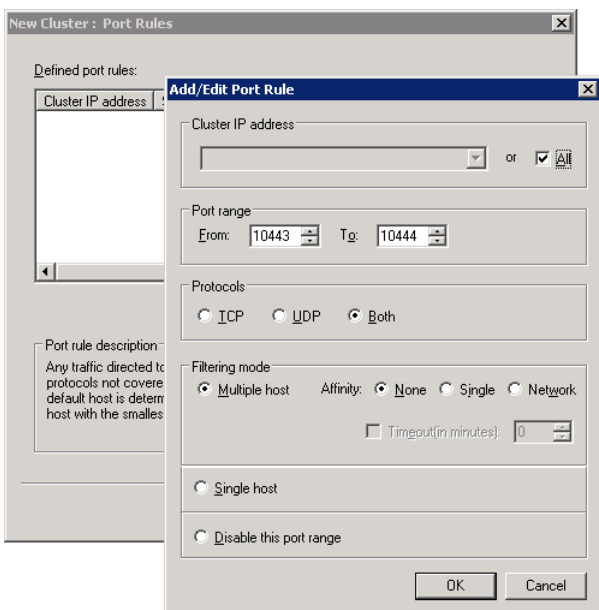 New Cluster : Port Rules
Defined port rules:
Cluster IP address
Port rule description
Any traffic directed to
protocols not covere
default host is determ
host with the smalles
Add/Edit Port Rule
Cluster IP address
or All
Port range
From: 10443 To: 10444
Protocols
TCP UDP Both
Filtering mode
Multiple host Affinity: None Single Network
Timeout(in minutes): 0
Single host
Disable this port range
OK Cancel